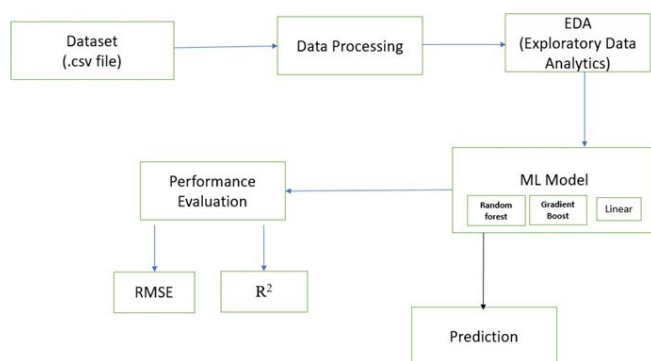 Dataset
(.csv file)
Data Processing
EDA
(Exploratory Data
Analytics)
ML Model
Random
forest
Gradient
Boost
Linear
Performance
Evaluation
RMSE
R²
Prediction